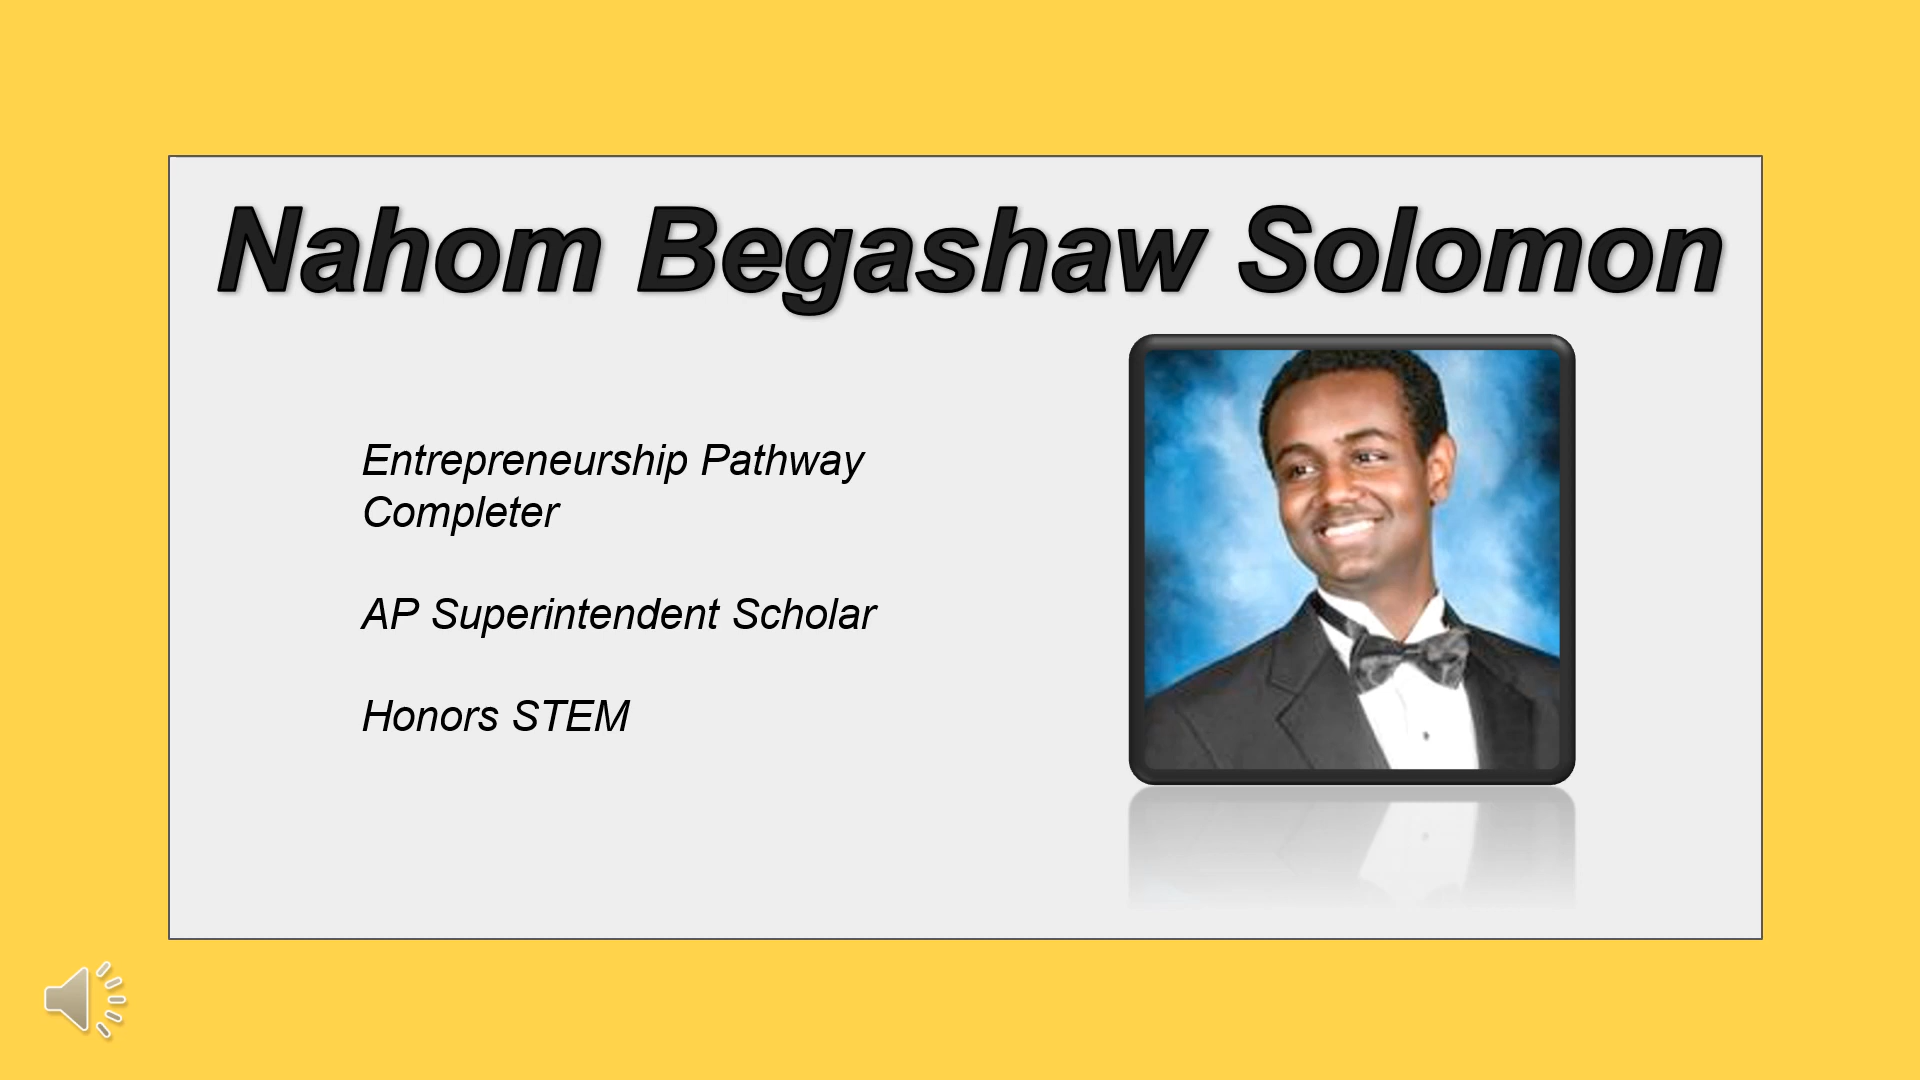 Nahom Begashaw Solomon
Entrepreneurship Pathway
Completer
AP Superintendent Scholar
Honors STEM